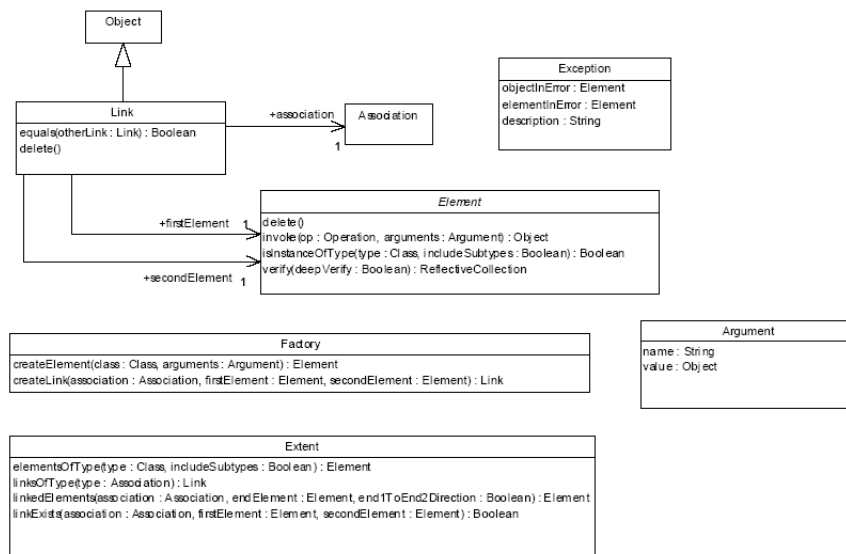 Object
Link
equals(otherLink : Link) : Boolean
delete()
+association
1
Association
Exception
objectInError : Element
elementInError : Element
description : String
+firstElement
1
+secondElement
1
Element
delete()
invoke(op : Operation, arguments : Argument) : Object
isInstanceOfType(type : Class, includeSubtypes : Boolean) : Boolean
verify(deepVerify : Boolean) : ReflectiveCollection
Factory
createElement(class : Class, arguments : Argument) : Element
createLink(association : Association, firstElement : Element, secondElement : Element) : Link
Argument
name : String
value : Object
Extent
elementsOfType(type : Class, includeSubtypes : Boolean) : Element
linksOfType(type : Association) : Link
linkedElements(association : Association, endElement : Element, end1ToEnd2Direction : Boolean) : Element
linkExists(association : Association, firstElement : Element, secondElement : Element) : Boolean